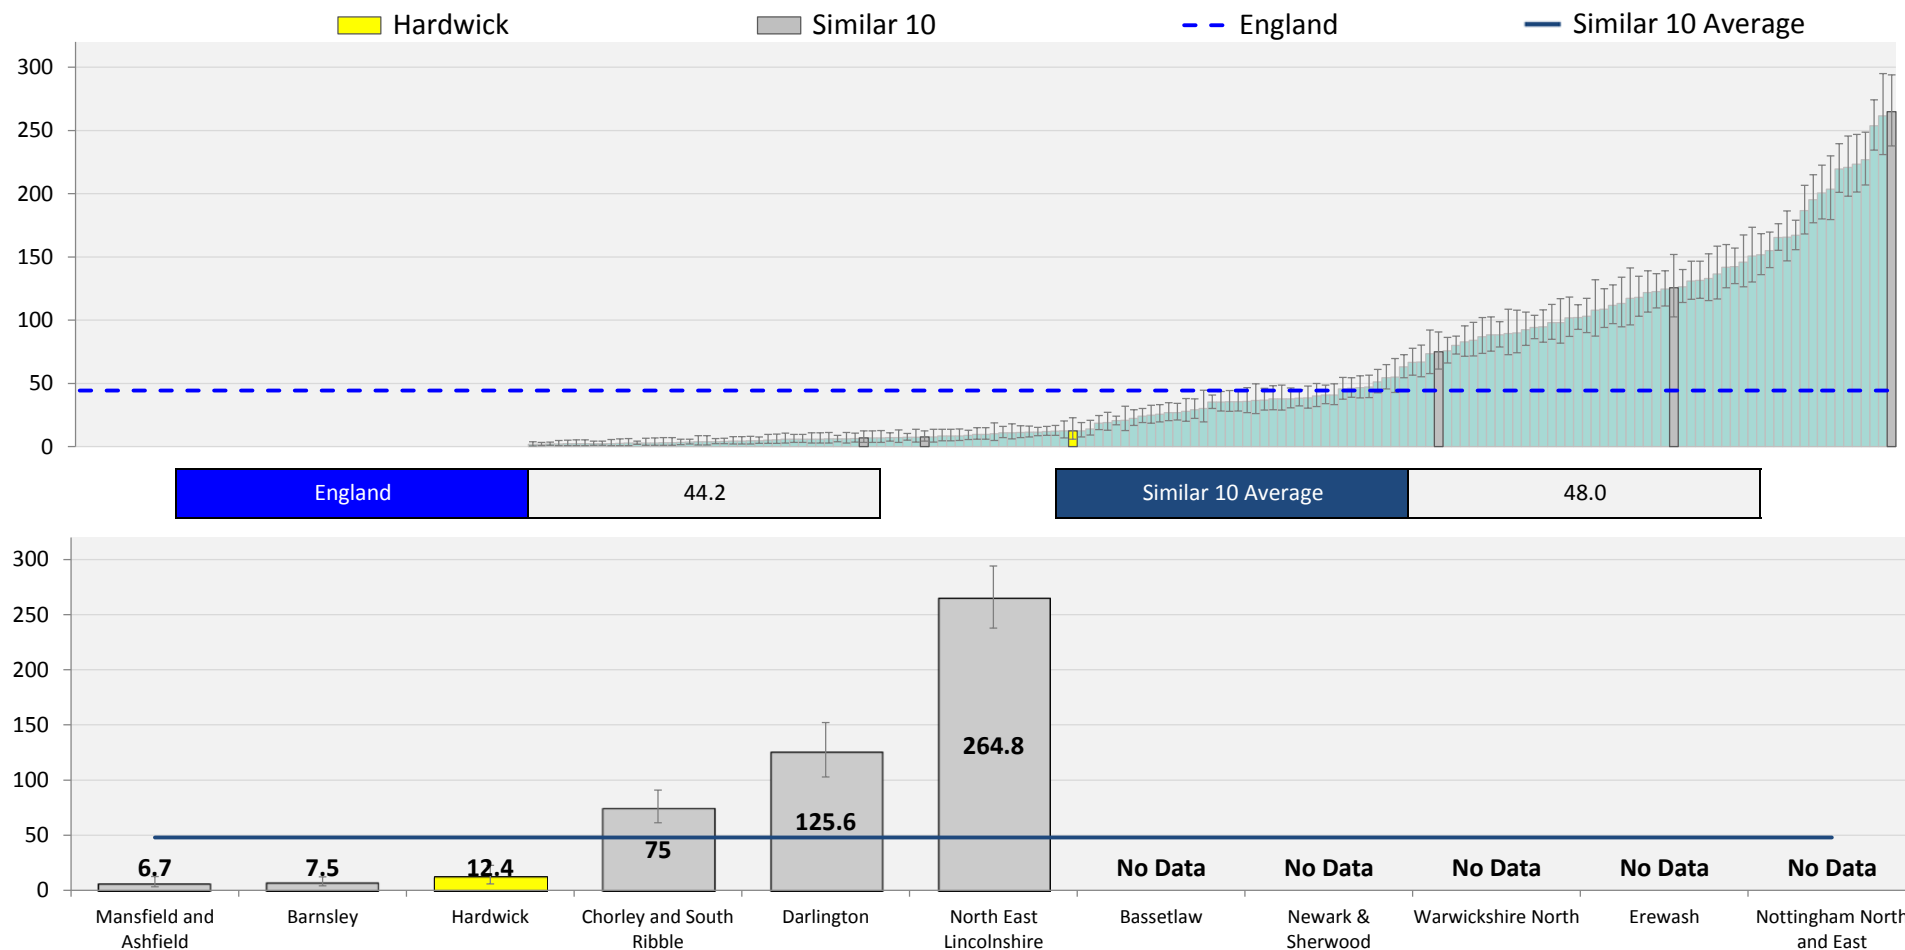 Hardwick
Similar 10
England
Similar 10 Average
300
250
200
150
100
50
0
England
44.2
Similar 10 Average
48.0
300
250
200
150
100
50
0
6.7
7.5
12.4
75
125.6
264.8
No Data
No Data
No Data
No Data
No Data
Mansfield and
Ashfield
Barnsley
Hardwick
Chorley and South
Ribble
Darlington
North East
Lincolnshire
Bassetlaw
Newark &
Sherwood
Warwickshire North
Erewash
Nottingham North
and East